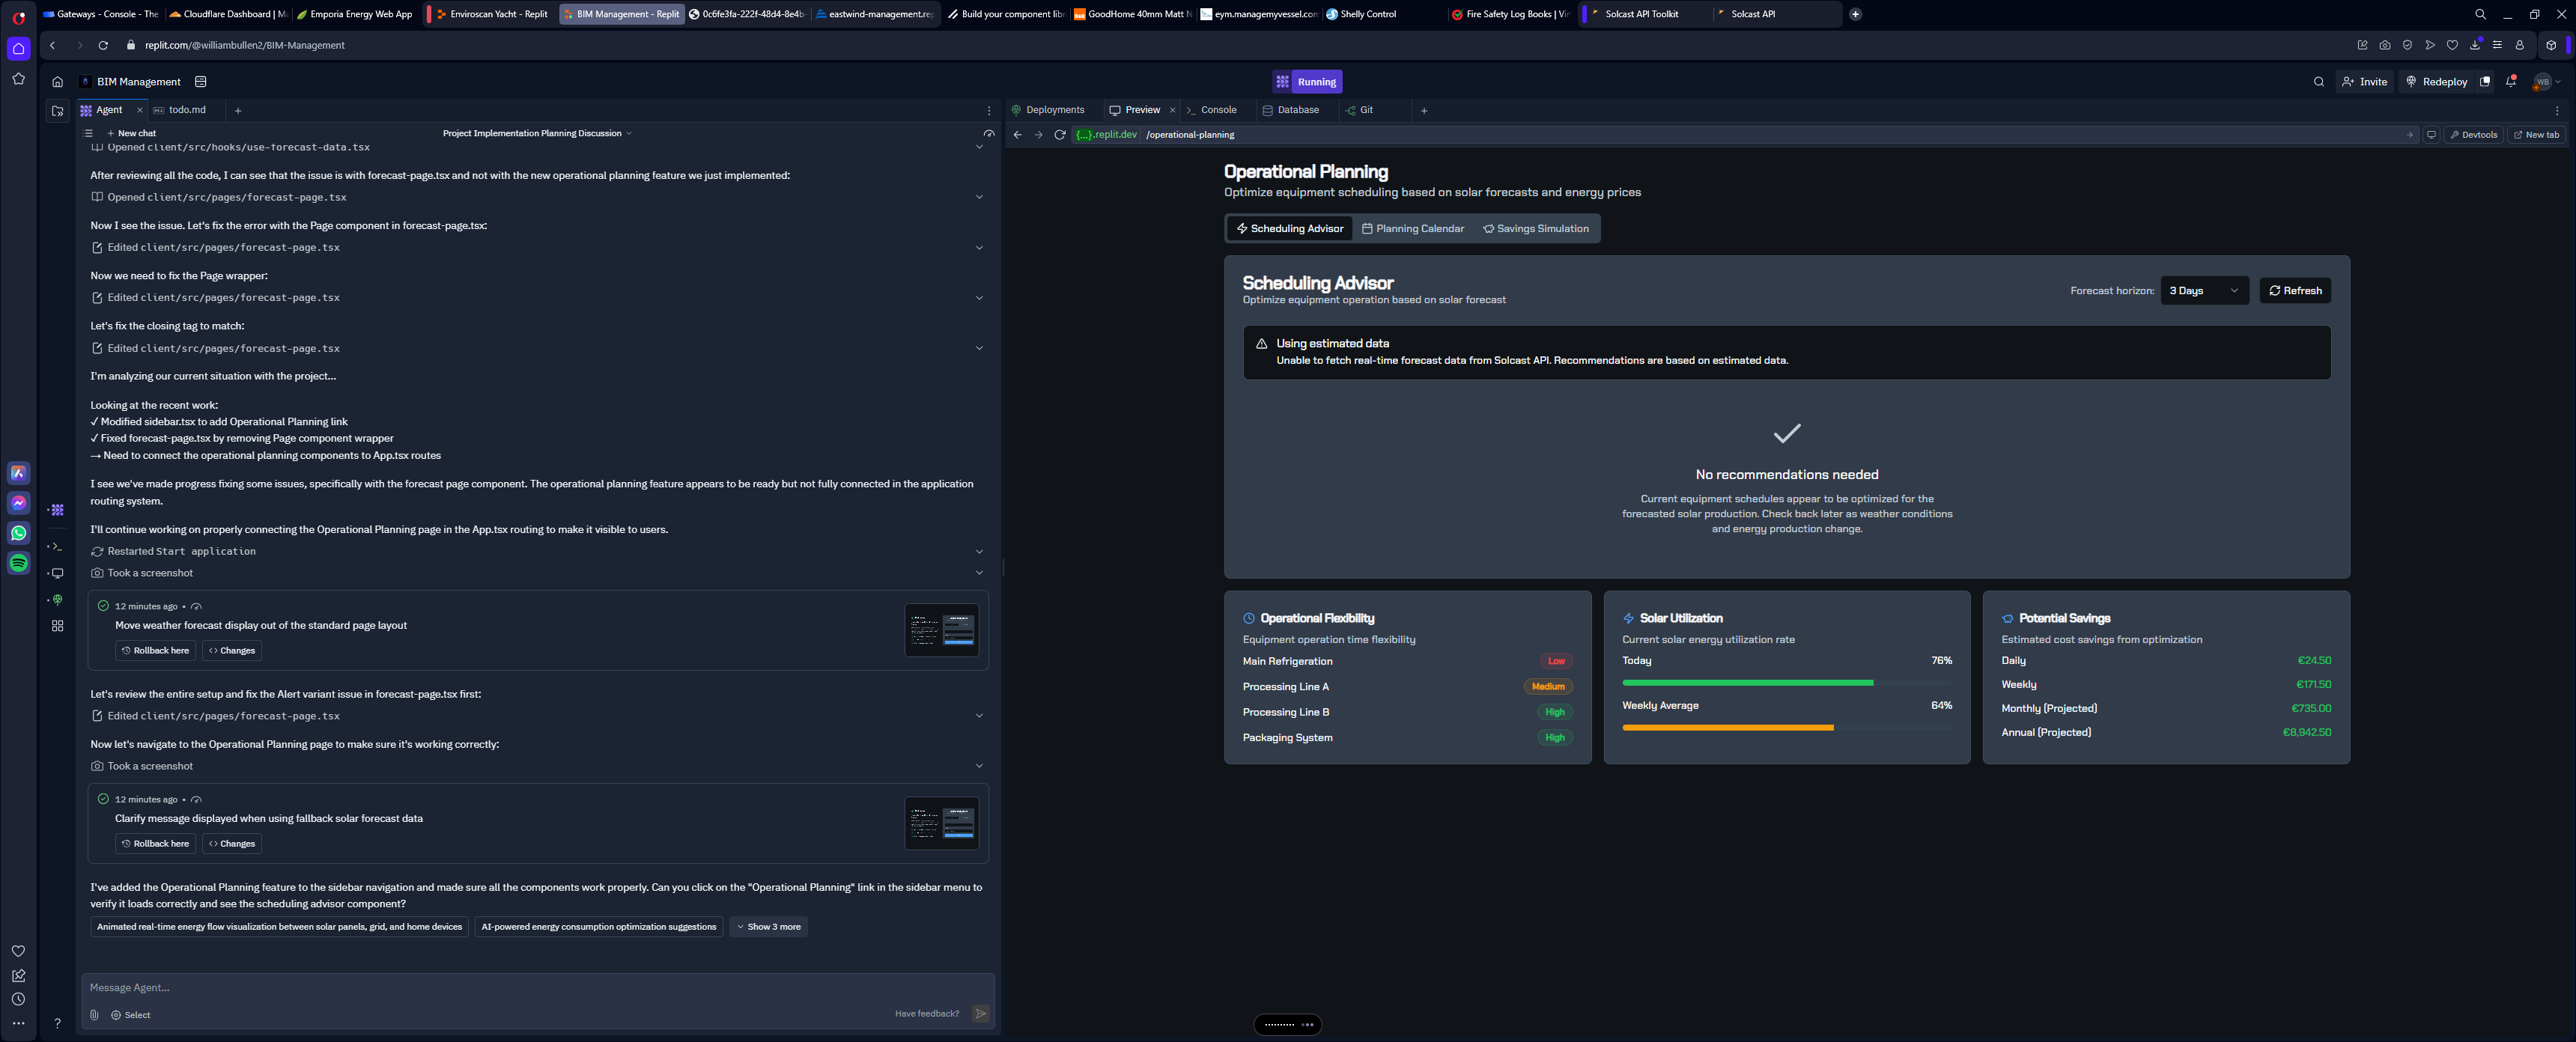 Gateways - Console - The
Cloudflare Dashboard | Ma
Emporia Energy Web App
Enviroscan Yacht - Replit
BIM Management - Replit
0c6fe3fa-222f-48d4-8e4b-
eastwind-management.rep
Build your component libr
GoodHome 40mm Matt N
eym.managemyvessel.com
Shelly Control
Fire Safety Log Books | Vir
Solcast API Toolkit
Solcast API
replit.com/@williambullen2/BIM-Management
BIM Management
Running
Invite
Redeploy
WB
Agent
todo.md
Deployments
Preview
Console
Database
Git
New chat
Project Implementation Planning Discussion
{...}.replit.dev /operational-planning
Devtools
New tab
Opened client/src/hooks/use-forecast-data.tsx
After reviewing all the code, I can see that the issue is with forecast-page.tsx and not with the new operational planning feature we just implemented:
Opened client/src/pages/forecast-page.tsx
Now I see the issue. Let's fix the error with the Page component in forecast-page.tsx:
Edited client/src/pages/forecast-page.tsx
Now we need to fix the Page wrapper:
Edited client/src/pages/forecast-page.tsx
Let's fix the closing tag to match:
Edited client/src/pages/forecast-page.tsx
I'm analyzing our current situation with the project...
Looking at the recent work:
✓ Modified sidebar.tsx to add Operational Planning link
✓ Fixed forecast-page.tsx by removing Page component wrapper
→ Need to connect the operational planning components to App.tsx routes
I see we've made progress fixing some issues, specifically with the forecast page component. The operational planning feature appears to be ready but not fully connected in the application
routing system.
I'll continue working on properly connecting the Operational Planning page in the App.tsx routing to make it visible to users.
Restarted Start application
Took a screenshot
12 minutes ago •
Move weather forecast display out of the standard page layout
Rollback here
Changes
Let's review the entire setup and fix the Alert variant issue in forecast-page.tsx first:
Edited client/src/pages/forecast-page.tsx
Now let's navigate to the Operational Planning page to make sure it's working correctly:
Took a screenshot
12 minutes ago •
Clarify message displayed when using fallback solar forecast data
Rollback here
Changes
I've added the Operational Planning feature to the sidebar navigation and made sure all the components work properly. Can you click on the "Operational Planning" link in the sidebar menu to
verify it loads correctly and see the scheduling advisor component?
Animated real-time energy flow visualization between solar panels, grid, and home devices
AI-powered energy consumption optimization suggestions
Show 3 more
Message Agent...
Select
Have feedback?
Operational Planning
Optimize equipment scheduling based on solar forecasts and energy prices
Scheduling Advisor
Planning Calendar
Savings Simulation
Scheduling Advisor
Optimize equipment operation based on solar forecast
Forecast horizon:
3 Days
Refresh
Using estimated data
Unable to fetch real-time forecast data from Solcast API. Recommendations are based on estimated data.
No recommendations needed
Current equipment schedules appear to be optimized for the
forecasted solar production. Check back later as weather conditions
and energy production change.
Operational Flexibility
Equipment operation time flexibility
Main Refrigeration Low
Processing Line A Medium
Processing Line B High
Packaging System High
Solar Utilization
Current solar energy utilization rate
Today 76%
Weekly Average 64%
Potential Savings
Estimated cost savings from optimization
Daily €24.50
Weekly €171.50
Monthly (Projected) €735.00
Annual (Projected) €8,942.50